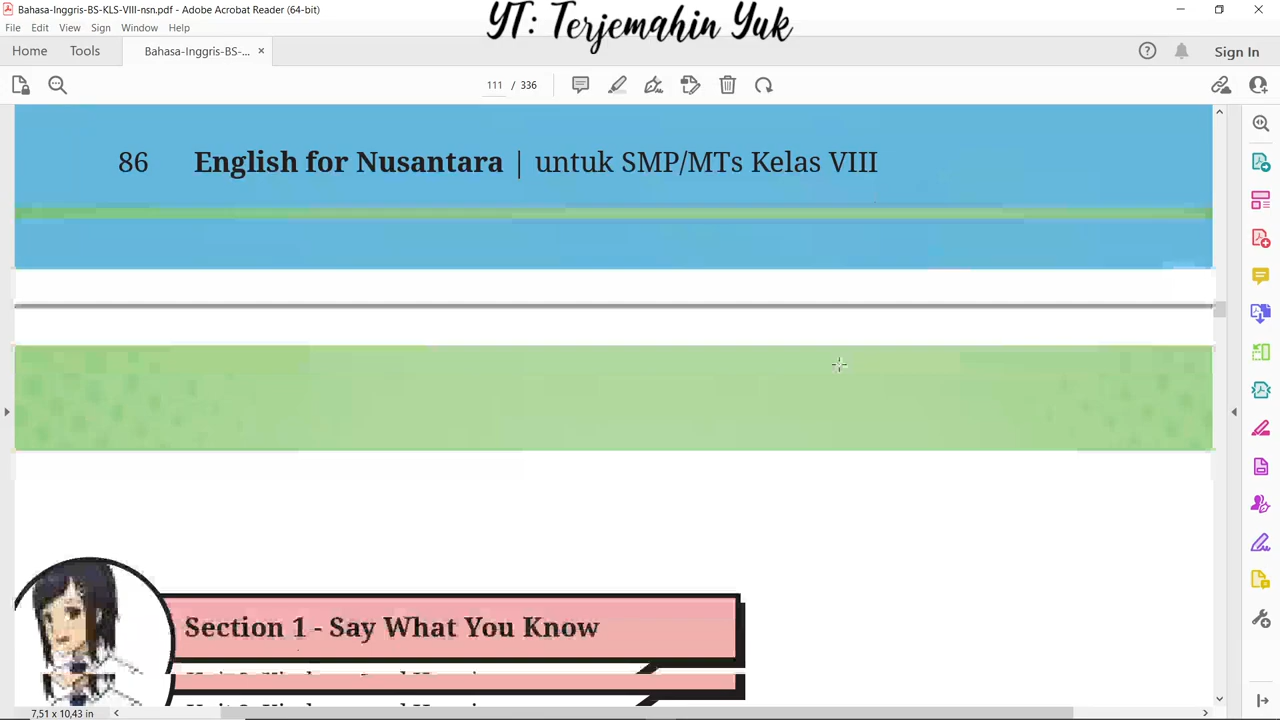 Bahasa-Inggris-BS-KLS-VIII-nsn.pdf - Adobe Acrobat Reader (64-bit)
YT: Terjemahin Yuk
File Edit View Sign Window Help
Home Tools Bahasa-Inggris-BS-... × Sign In
111 / 336
86 English for Nusantara | untuk SMP/MTs Kelas VIII
Section 1 - Say What You Know
7,51 x 10,43 in